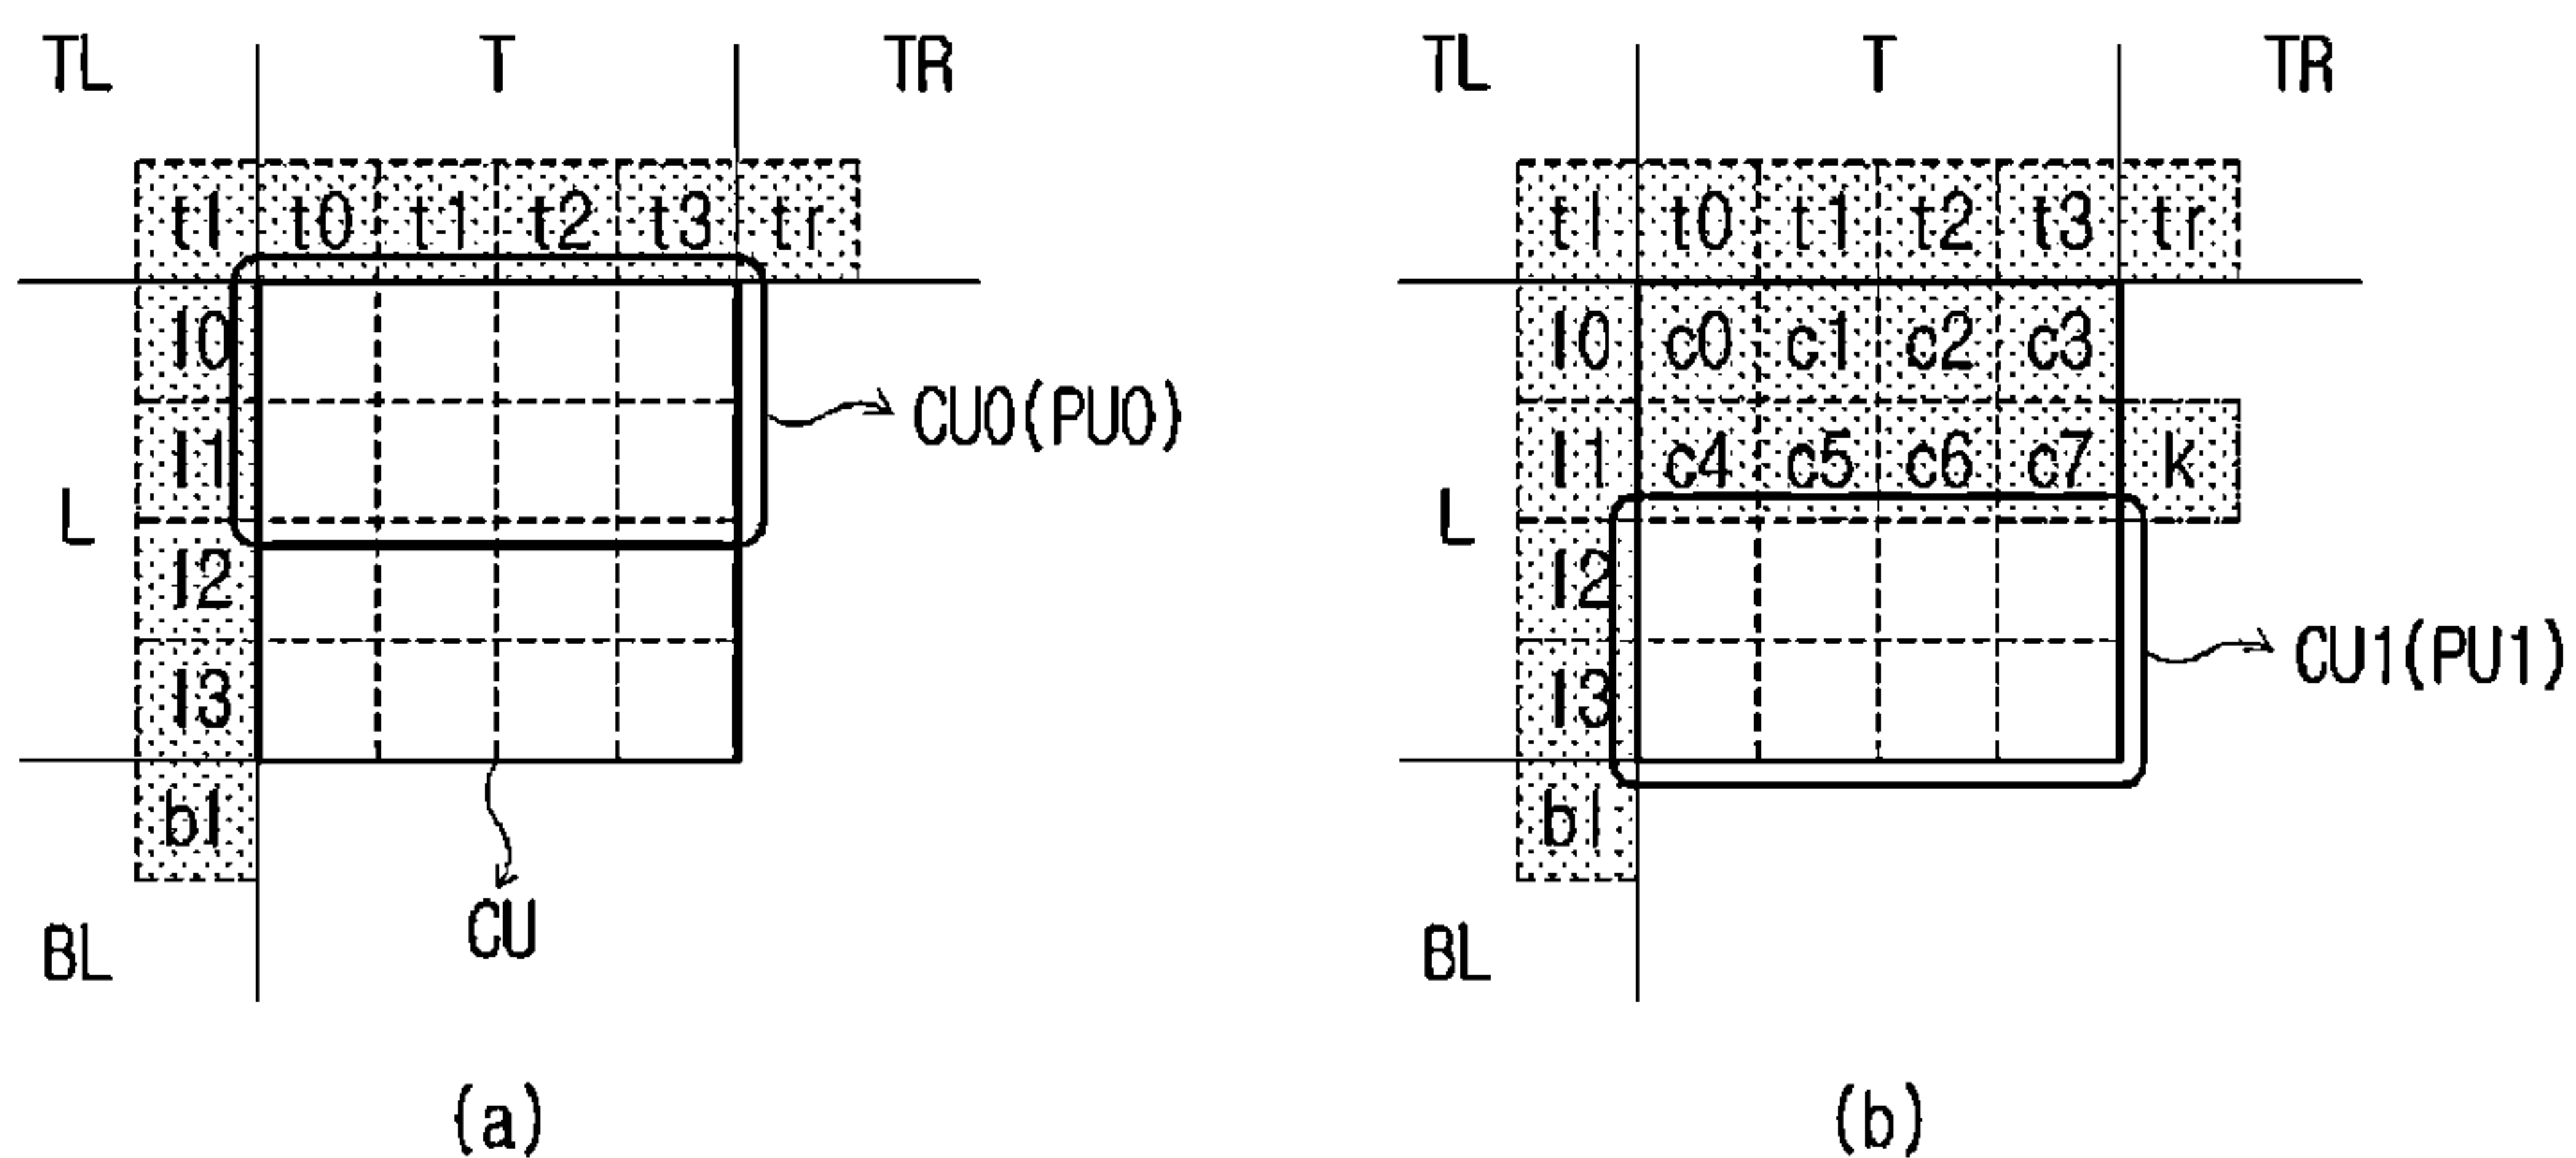 TL T TR TL T TR
tl t0 t1 t2 t3 tr tl t0 t1 t2 t3 tr
l0 l0 c0 c1 c2 c3
CU0(PU0)
l1 l1 c4 c5 c6 c7 k
L L
l2 l2
CU1(PU1)
l3 l3
bl bl
CU
BL BL
(a) (b)